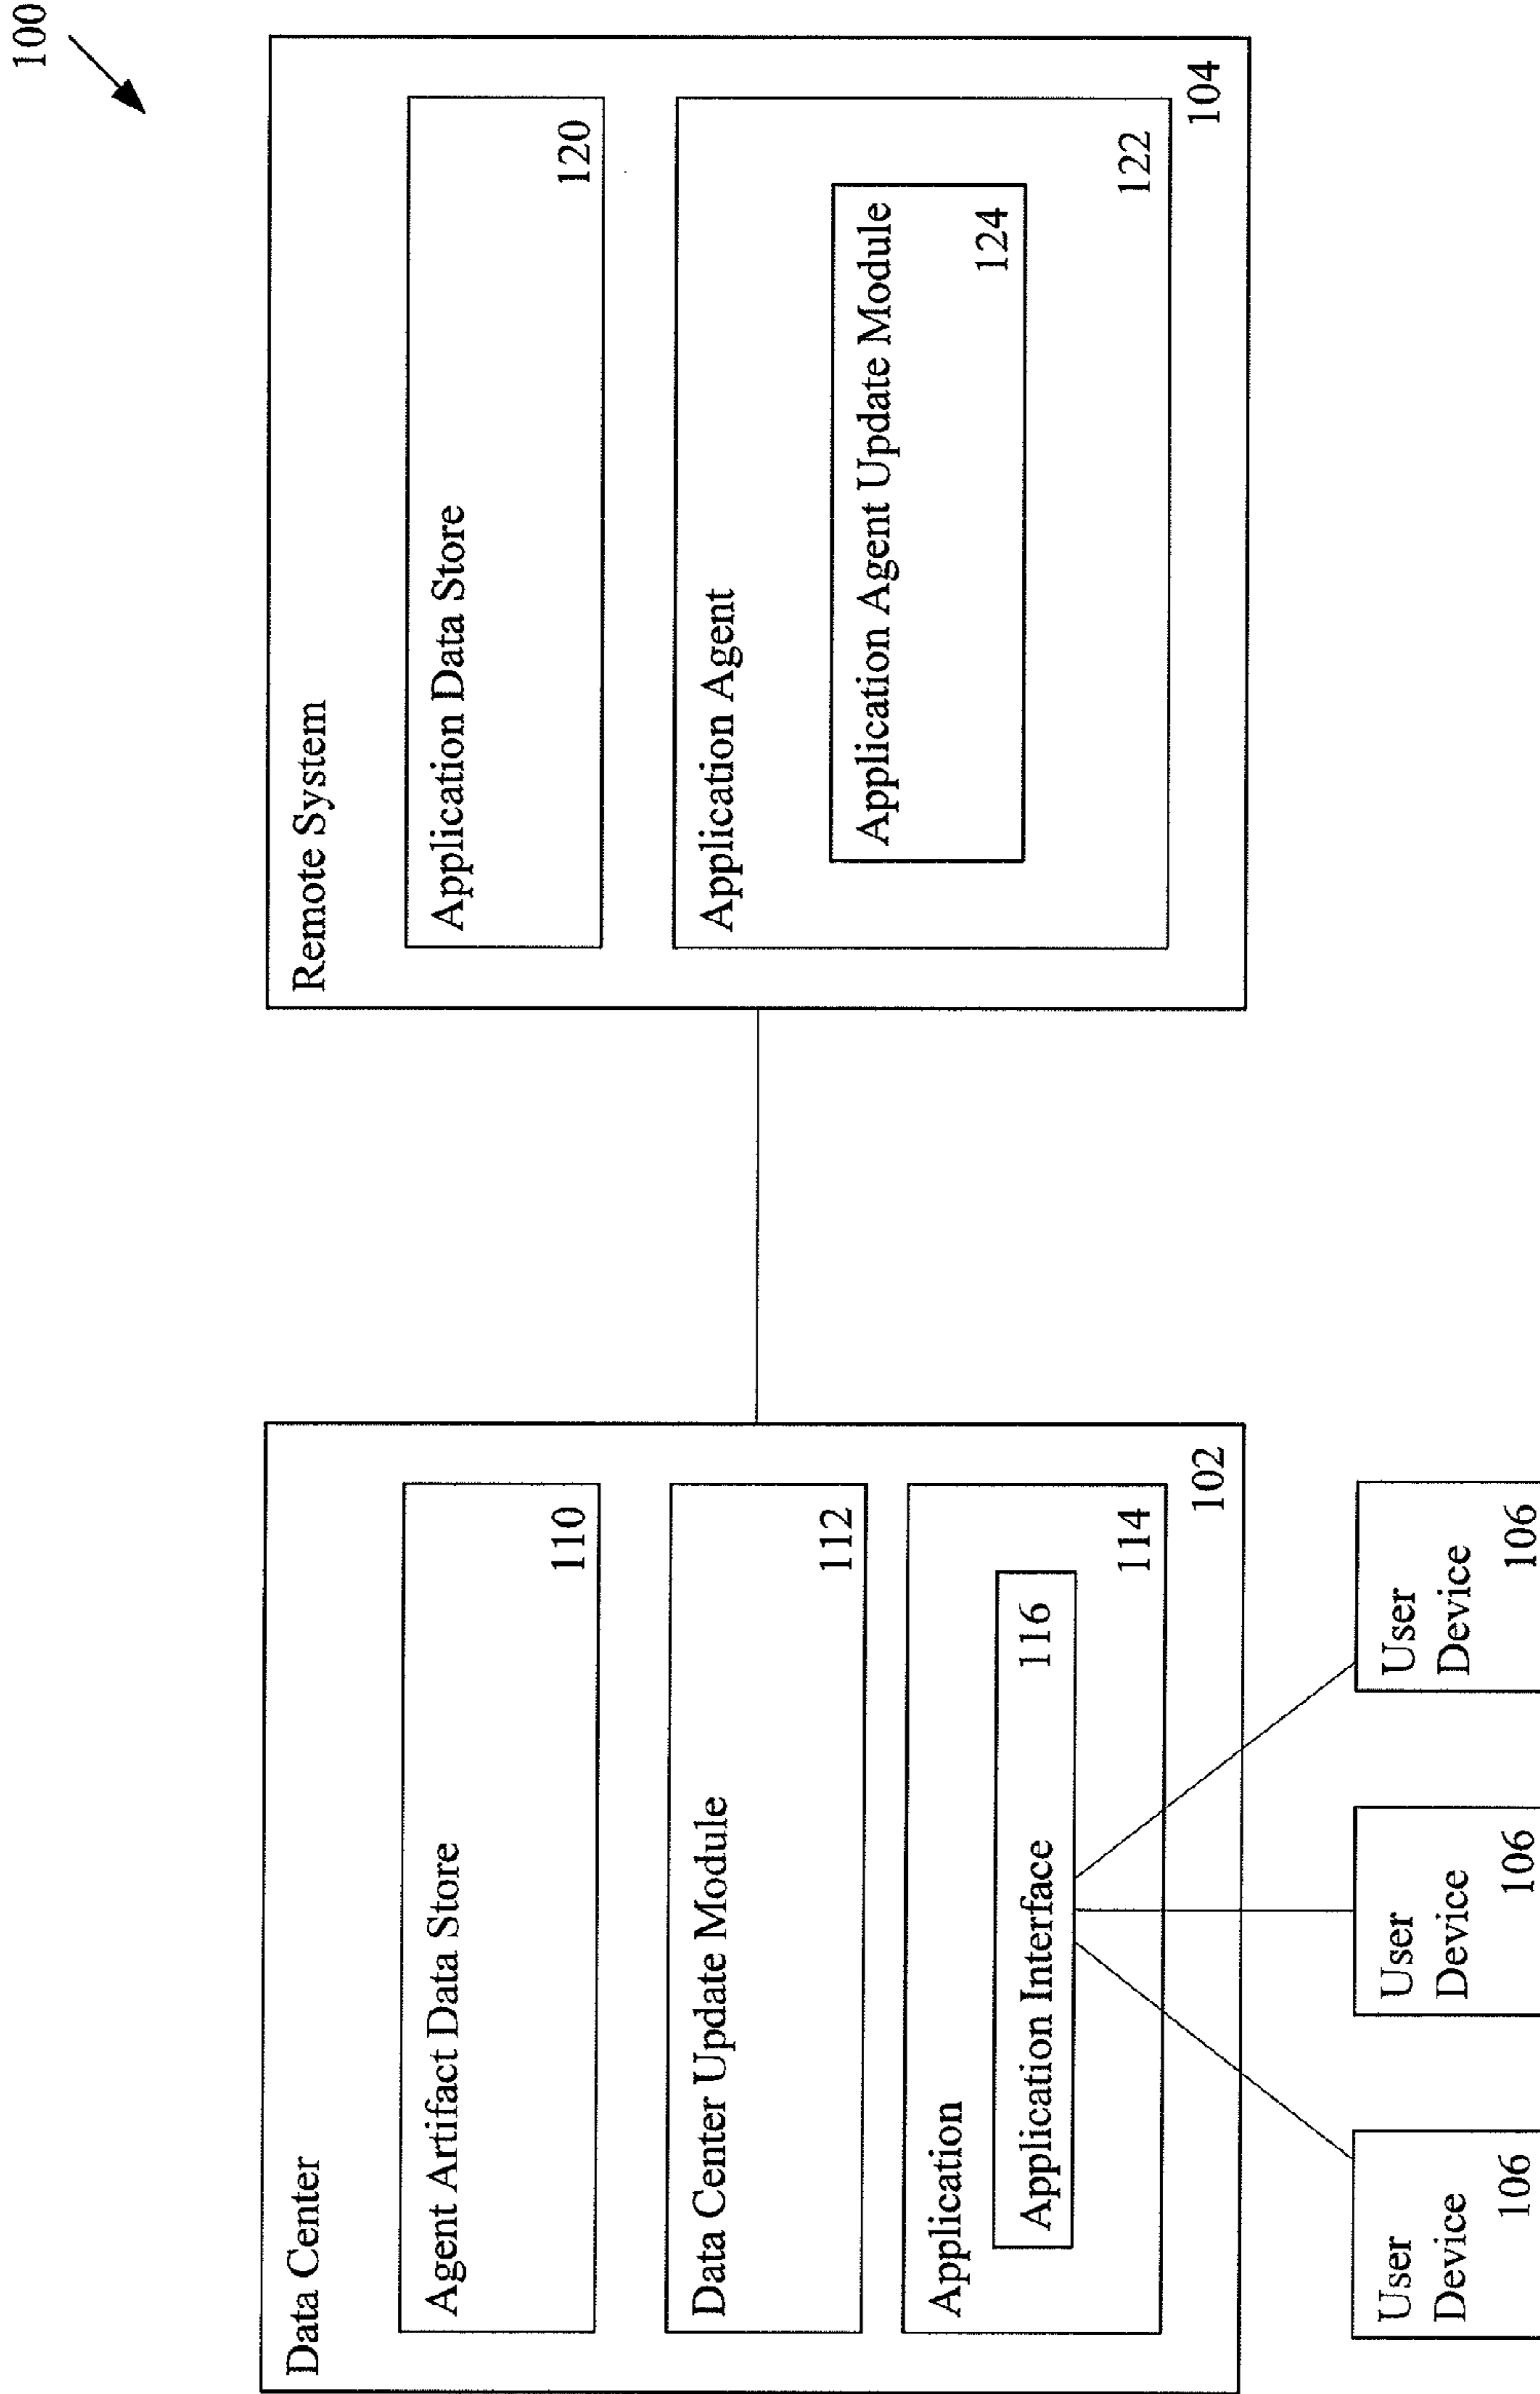 100
Data Center
Agent Artifact Data Store
110
Data Center Update Module
112
Application
Application Interface 116
114
102
User
Device
106
User
Device
106
User
Device
106
Remote System
Application Data Store
120
Application Agent
Application Agent Update Module
124
122
104